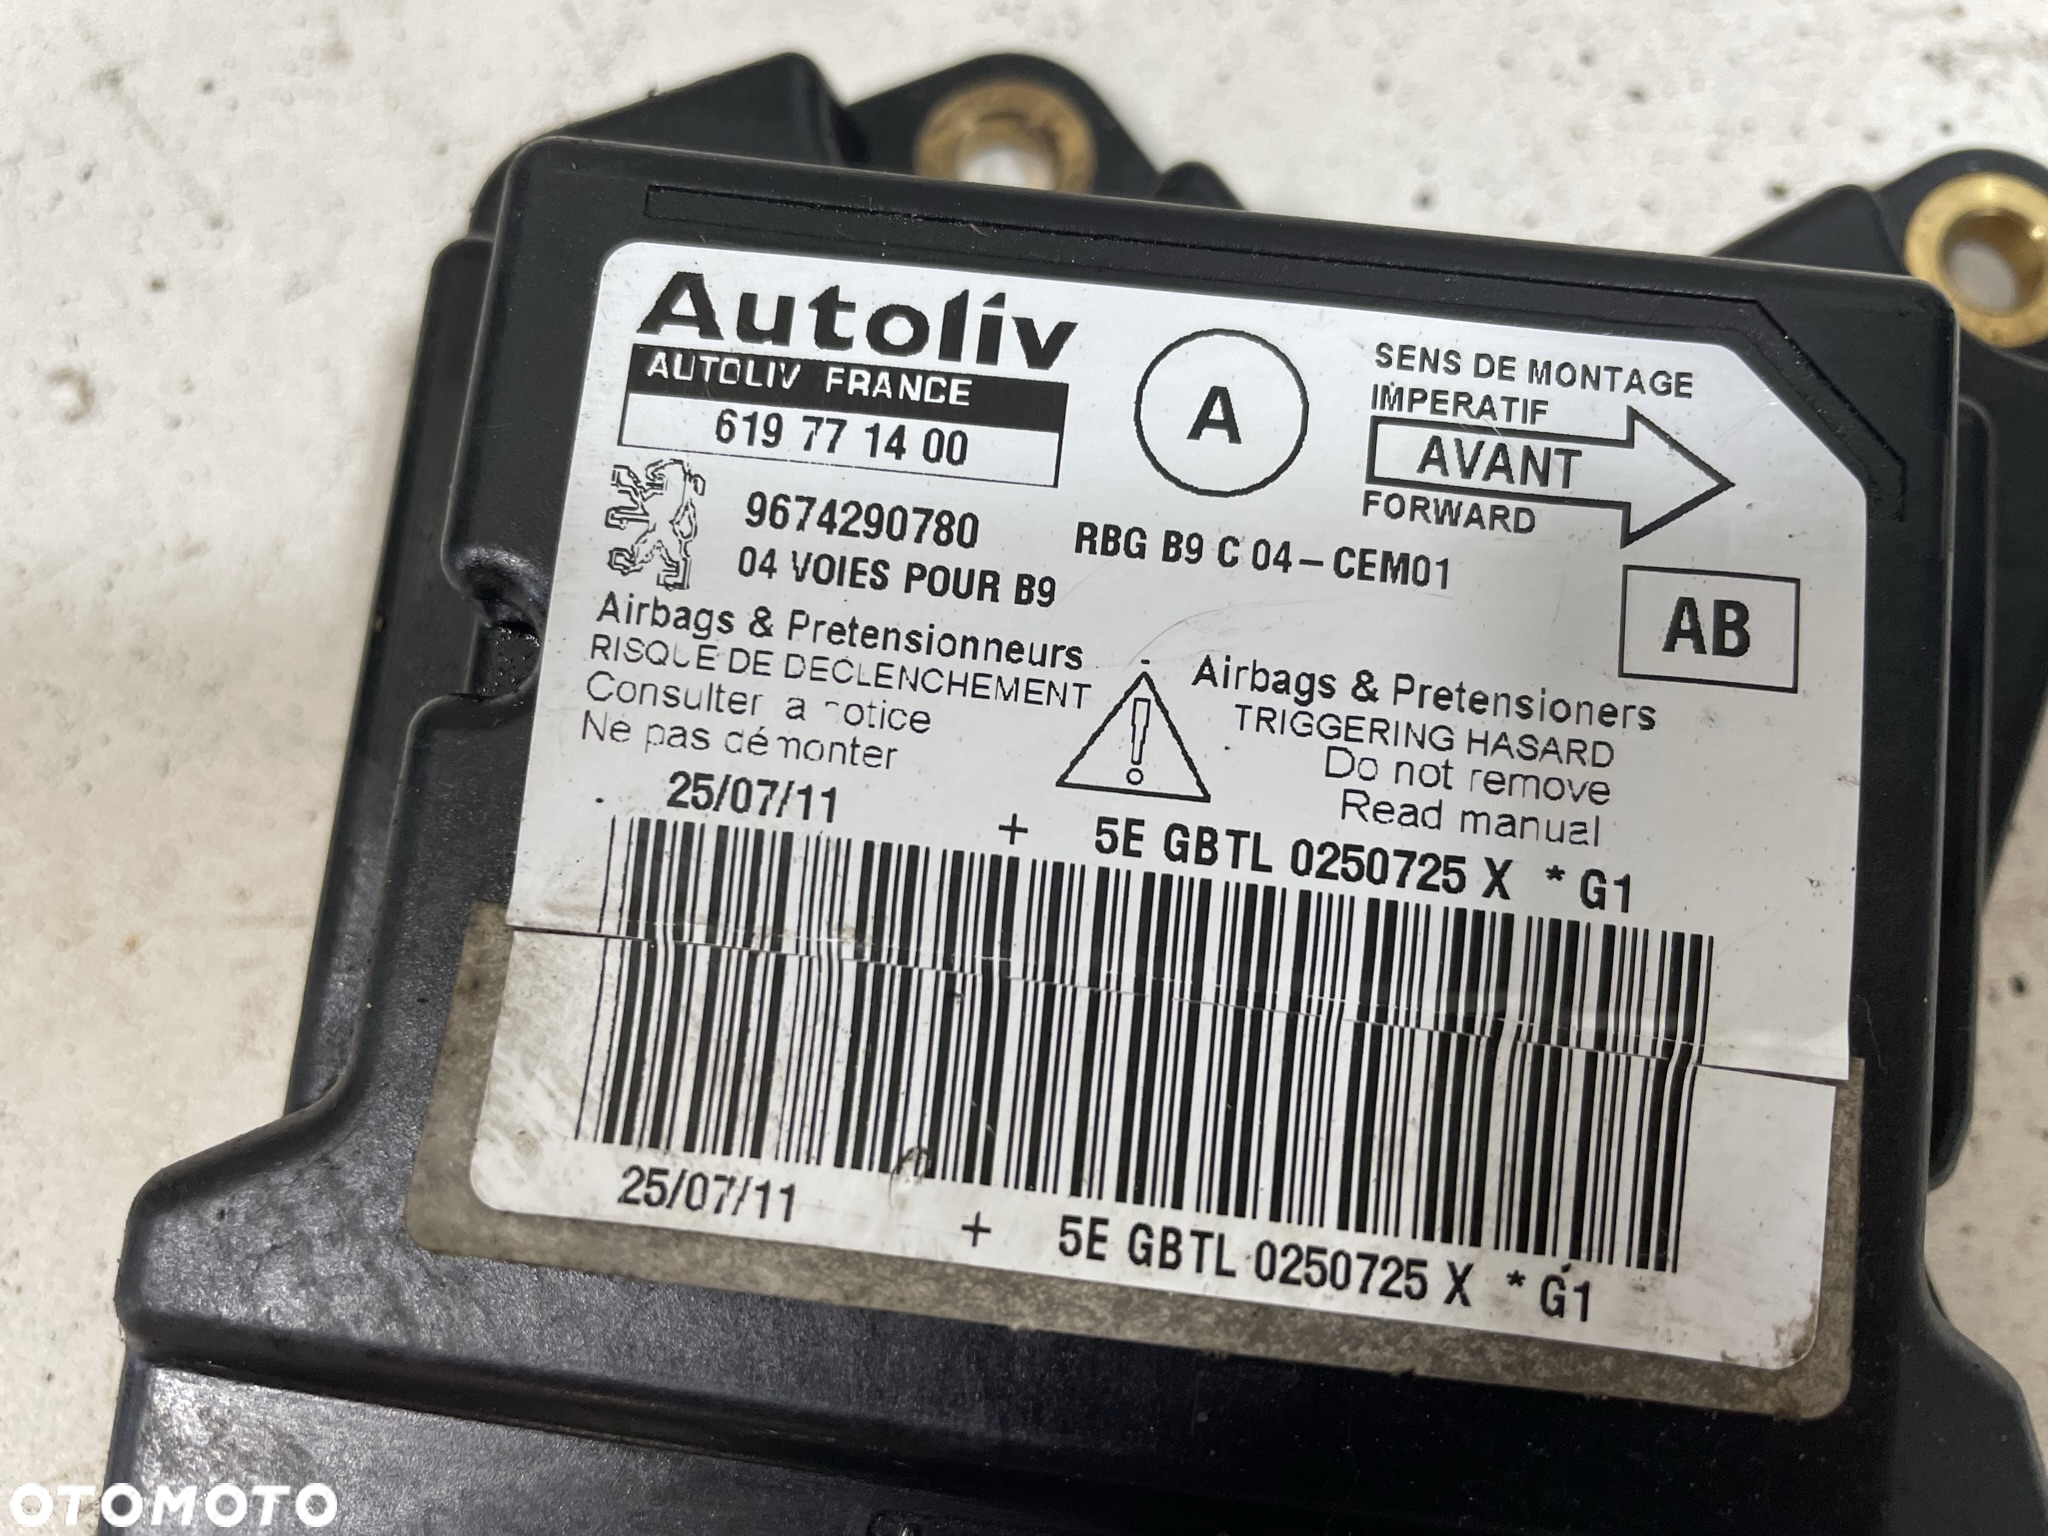 Autoliv
AUTOLIV FRANCE
619 77 14 00
A
SENS DE MONTAGE
IMPERATIF
AVANT
FORWARD
9674290780
04 VOIES POUR B9
RBG B9 C 04-CEM01
AB
Airbags & Pretensionneurs
RISQUE DE DECLENCHEMENT
Consulter a notice
Ne pas démonter
Airbags & Pretensioners
TRIGGERING HASARD
Do not remove
Read manual
25/07/11 + 5E GBTL 0250725 X * G1
25/07/11 + 5E GBTL 0250725 X * G1
OTOMOTO